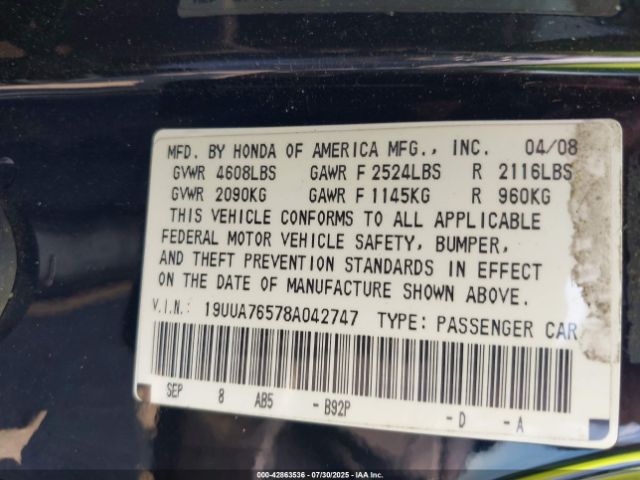 MFD. BY HONDA OF AMERICA MFG., INC. 04/08
GVWR 4608LBS GAWR F 2524LBS R 2116LBS
GVWR 2090KG GAWR F 1145KG R 960KG
THIS VEHICLE CONFORMS TO ALL APPLICABLE
FEDERAL MOTOR VEHICLE SAFETY, BUMPER,
AND THEFT PREVENTION STANDARDS IN EFFECT
ON THE DATE OF MANUFACTURE SHOWN ABOVE.
V.I.N.: 19UUA76578A042747 TYPE: PASSENGER CAR
SEP 8 AB5 - B92P - D - A
000-42863536 - 07/30/2025 - IAA Inc.